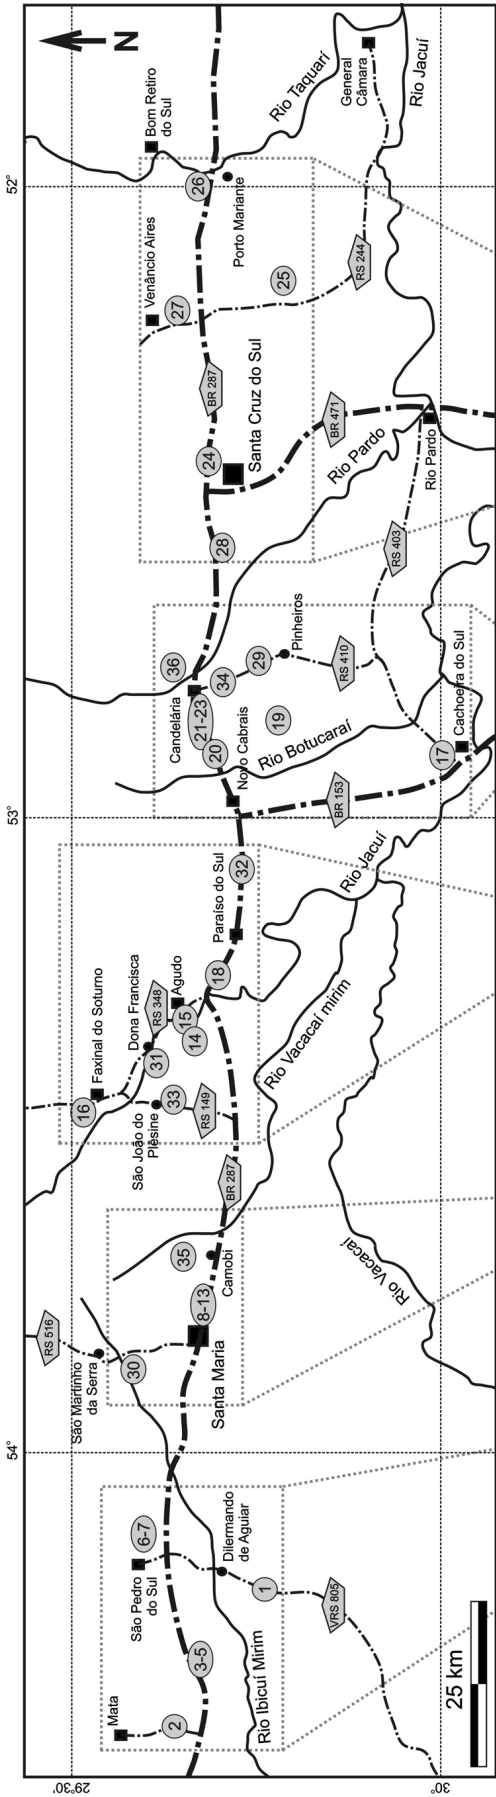 N
52°
53°
54°
29°30'
30°
Bom Retiro
do Sul
Rio Taquarí
General
Câmara
Rio Jacuí
26
Porto Mariante
Venâncio Aires
27
25
RS 244
BR 287
Santa Cruz do Sul
24
BR 471
Rio Pardo
Rio Pardo
28
RS 403
36
Candelária
34
29
Pinheiros
RS 410
21-23
20
19
Novo Cabrais
Rio Botucaraí
Cachoeira do Sul
17
BR 153
32
Paraíso do Sul
Rio Jacuí
18
Agudo
RS 348
15
14
Dona Francisca
31
Faxinal do Soturno
16
33
São João do
Plêsine
RS 149
Rio Vacacaí mirim
BR 287
Rio Vacacaí
35
Camobi
8-13
Santa Maria
RS 516
São Martinho
da Serra
30
6-7
São Pedro
do Sul
Dilermando
de Aguiar
1
VRS 805
3-5
Mata
2
Rio Ibicuí Mirim
25 km